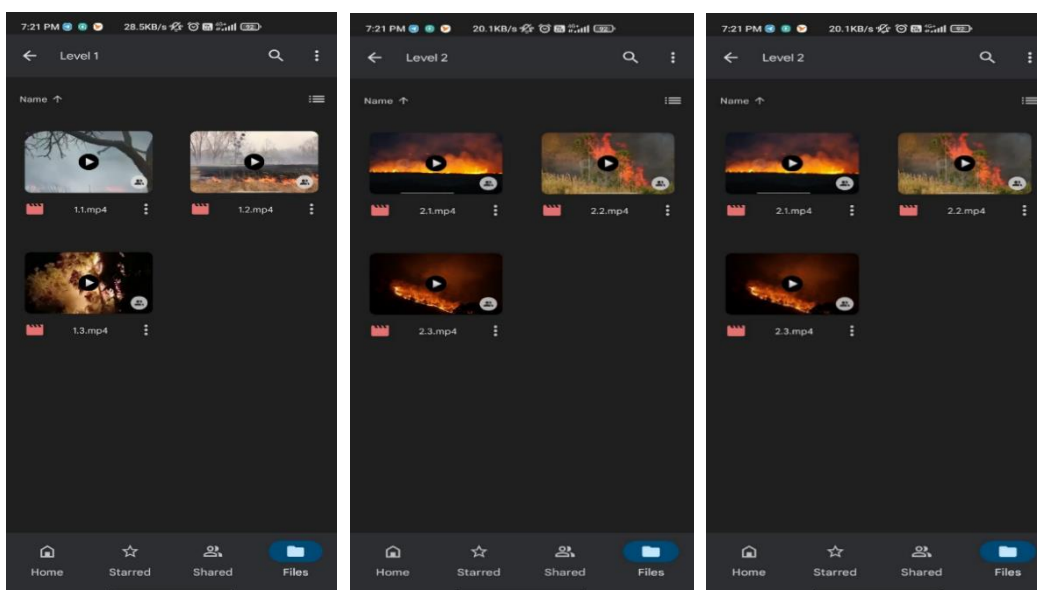 7:21 PM 28.5KB/s 92
Level 1
Name ↑
1.1.mp4
1.2.mp4
1.3.mp4
Home Starred Shared Files
7:21 PM 20.1KB/s 92
Level 2
Name ↑
2.1.mp4
2.2.mp4
2.3.mp4
Home Starred Shared Files
7:21 PM 20.1KB/s 92
Level 2
Name ↑
2.1.mp4
2.2.mp4
2.3.mp4
Home Starred Shared Files